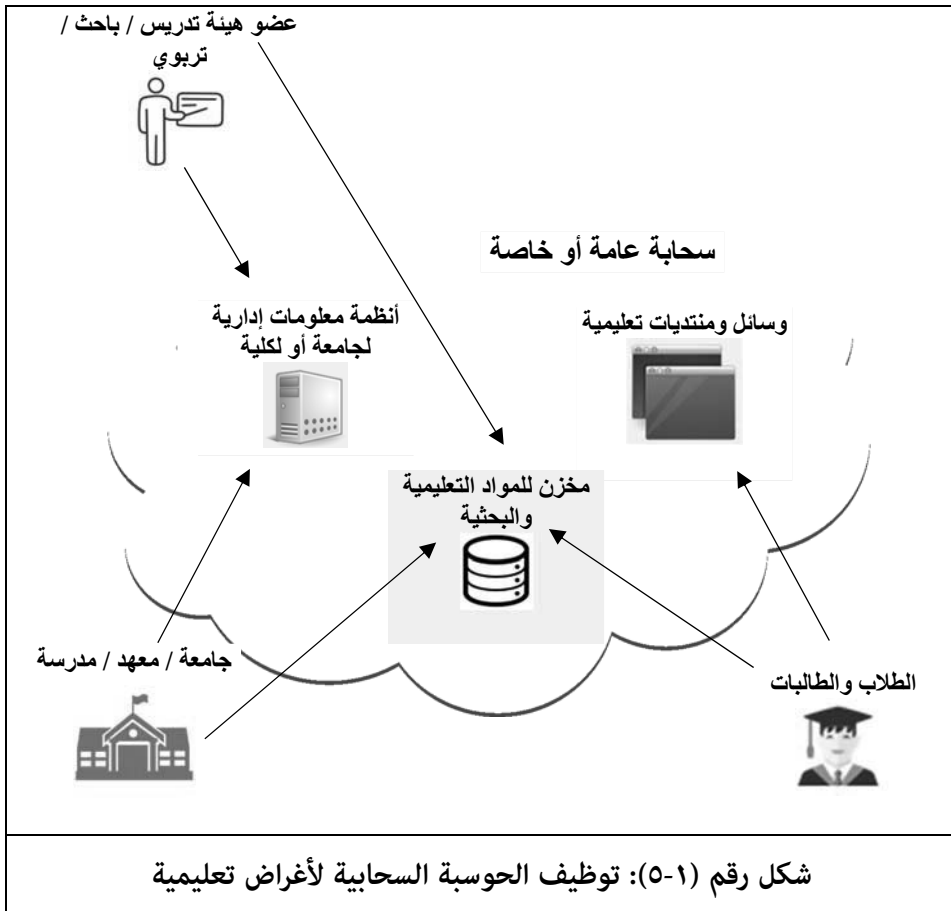 عضو هيئة تدريس / باحث /
تربوي
سحابة عامة أو خاصة
أنظمة معلومات إدارية
لجامعة أو لكلية
وسائل ومنتديات تعليمية
مخزن للمواد التعليمية
والبحثية
جامعة / معهد / مدرسة
الطلاب والطالبات
شكل رقم (١-٥): توظيف الحوسبة السحابية لأغراض تعليمية